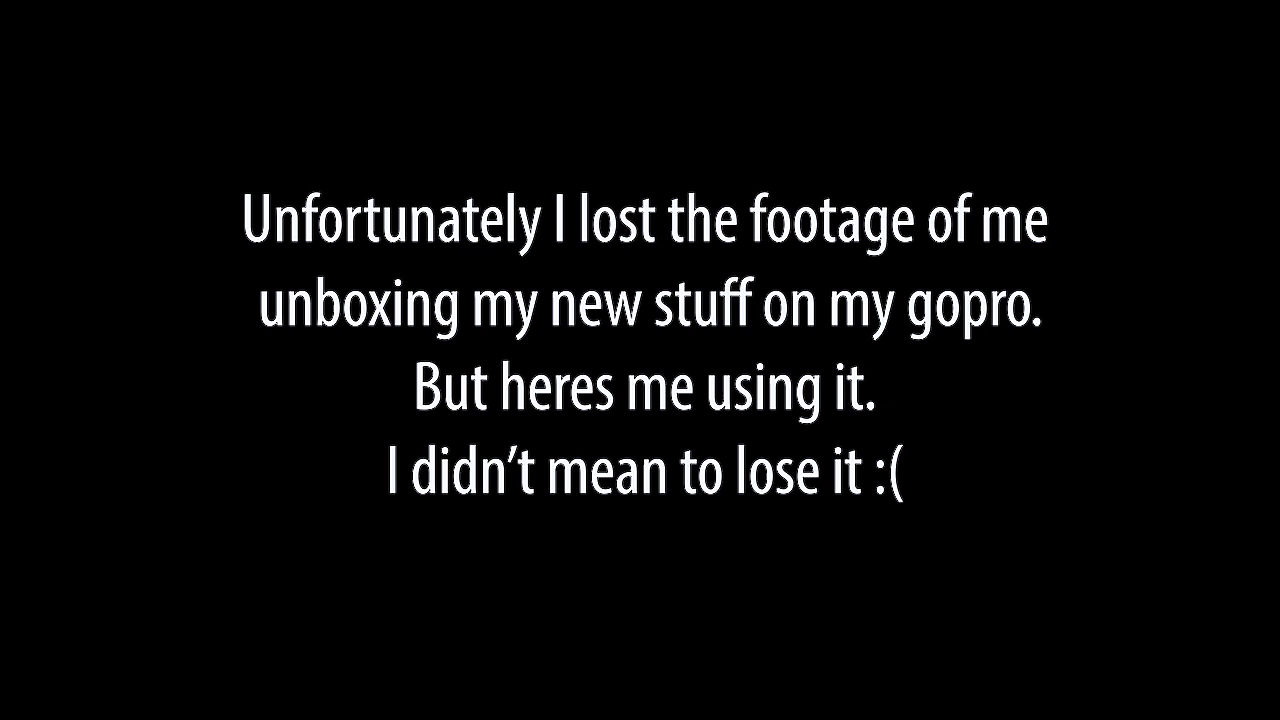 Unfortunately I lost the footage of me
unboxing my new stuff on my gopro.
But heres me using it.
I didn’t mean to lose it :(